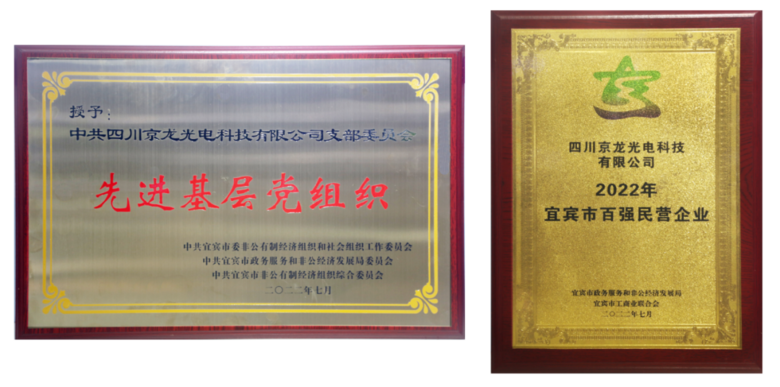 授予：
中共四川京龙光电科技有限公司支部委员会
先进基层党组织
中共宜宾市委非公有制经济组织和社会组织工作委员会
中共宜宾市政务服务和非公经济发展局委员会
中共宜宾市非公有制经济组织综合委员会
二〇二二年七月
四川京龙光电科技
有限公司
2022年
宜宾市百强民营企业
宜宾市政务服务和非公经济发展局
宜宾市工商业联合会
二〇二二年七月